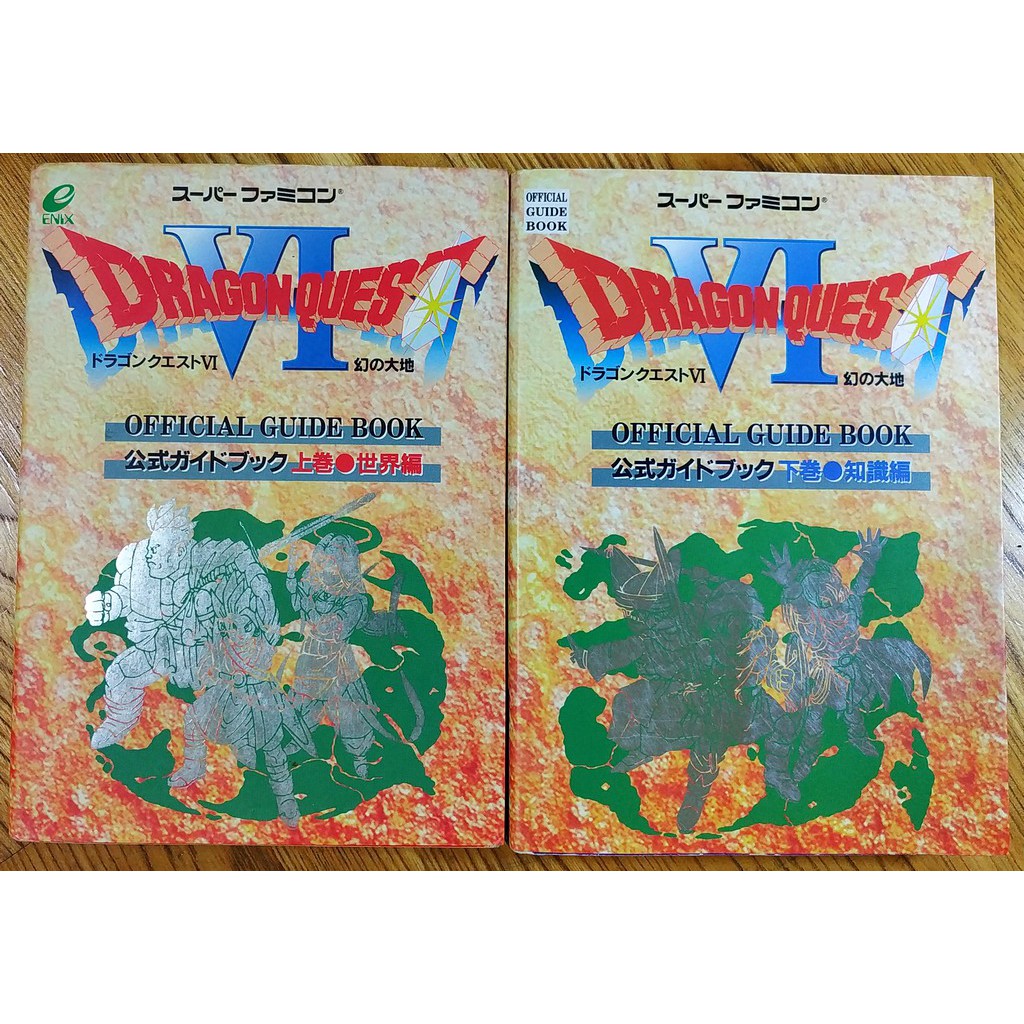 e
ENIX
スーパーファミコン®
VI
DRAGON QUEST
ドラゴンクエストVI 幻の大地
OFFICIAL GUIDE BOOK
公式ガイドブック 上巻●世界編
OFFICIAL
GUIDE
BOOK
スーパーファミコン®
VI
DRAGON QUEST
ドラゴンクエストVI 幻の大地
OFFICIAL GUIDE BOOK
公式ガイドブック 下巻●知識編